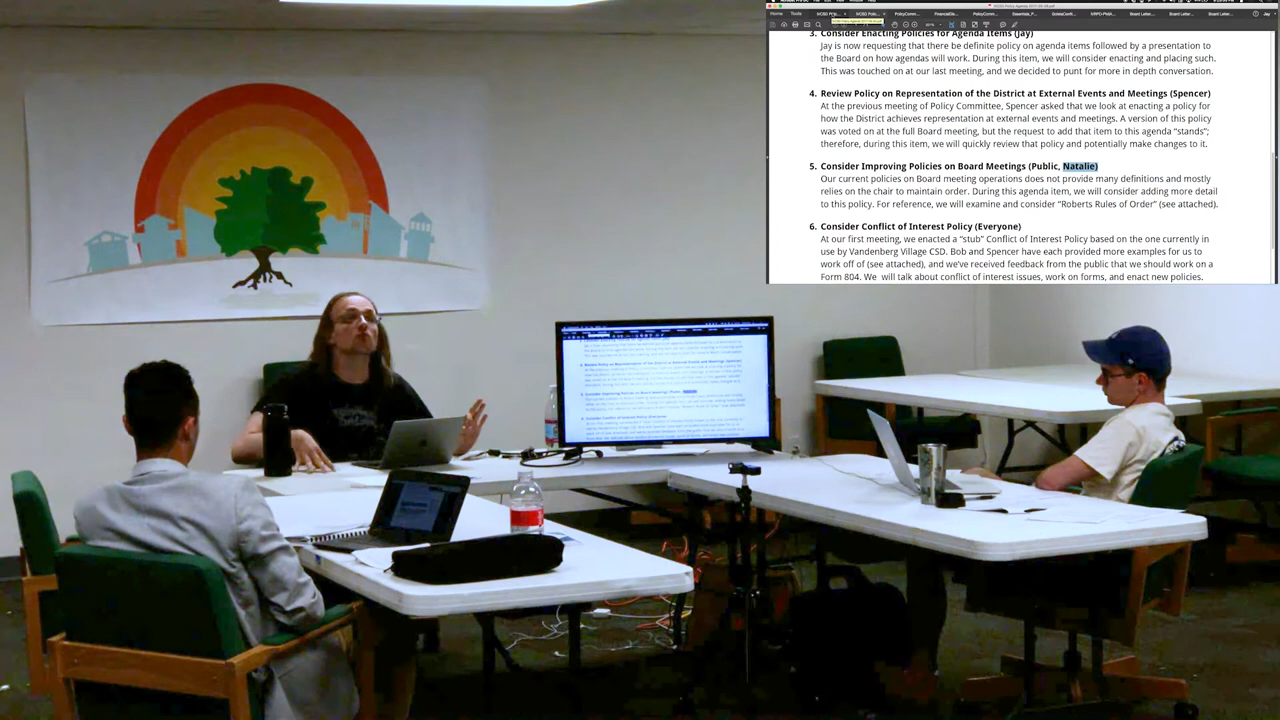 Home Tools
3. Consider Enacting Policies for Agenda Items (Jay)
Jay is now requesting that there be definite policy on agenda items followed by a presentation to
the Board on how agendas will work. During this item, we will consider enacting and placing such.
This was touched on at our last meeting, and we decided to punt for more in depth conversation.
4. Review Policy on Representation of the District at External Events and Meetings (Spencer)
At the previous meeting of Policy Committee, Spencer asked that we look at enacting a policy for
how the District achieves representation at external events and meetings. A version of this policy
was voted on at the full Board meeting, but the request to add that item to this agenda “stands”;
therefore, during this item, we will quickly review that policy and potentially make changes to it.
5. Consider Improving Policies on Board Meetings (Public, Natalie)
Our current policies on Board meeting operations does not provide many definitions and mostly
relies on the chair to maintain order. During this agenda item, we will consider adding more detail
to this policy. For reference, we will examine and consider “Roberts Rules of Order” (see attached).
6. Consider Conflict of Interest Policy (Everyone)
At our first meeting, we enacted a “stub” Conflict of Interest Policy based on the one currently in
use by Vandenberg Village CSD. Bob and Spencer have each provided more examples for us to
work off of (see attached), and we’ve received feedback from the public that we should work on a
Form 804. We will talk about conflict of interest issues, work on forms, and enact new policies.